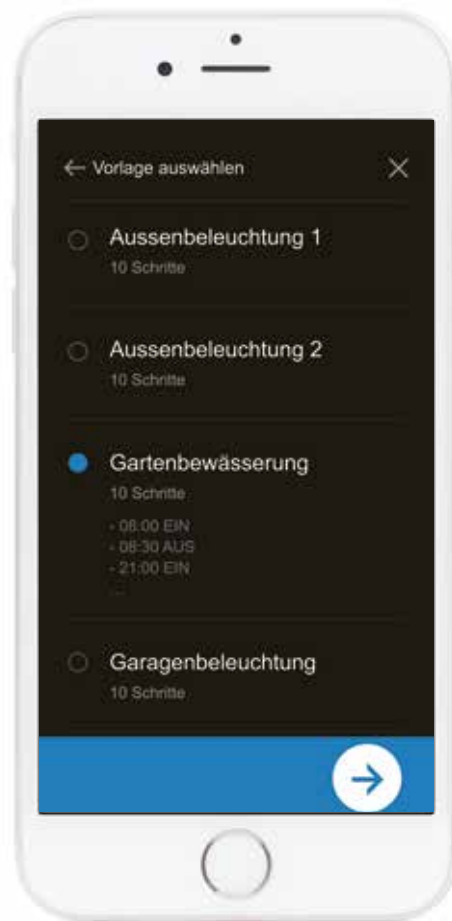 ← Vorlage auswählen ×
Aussenbeleuchtung 1
10 Schritte
Aussenbeleuchtung 2
10 Schritte
Gartenbewässerung
10 Schritte
- 08:00 EIN
- 08:30 AUS
- 21:00 EIN
...
Garagenbeleuchtung
10 Schritte